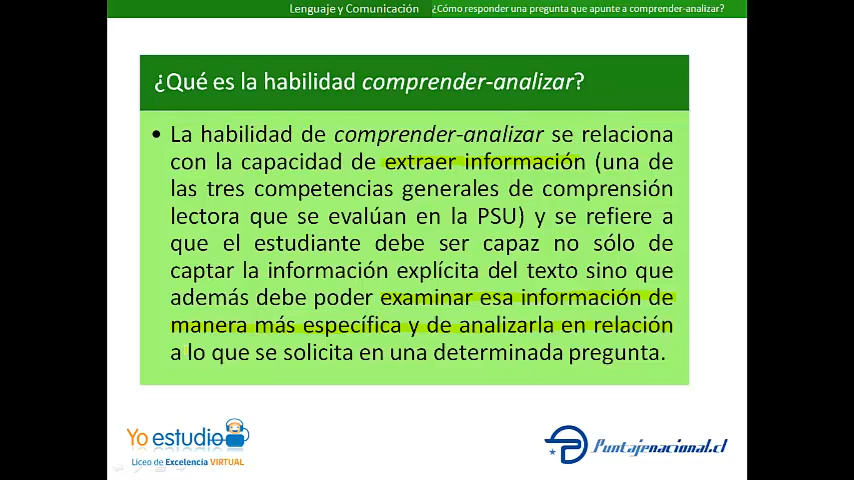 Lenguaje y Comunicación ¿Cómo responder una pregunta que apunte a comprender-analizar?
¿Qué es la habilidad comprender-analizar?
• La habilidad de comprender-analizar se relaciona
con la capacidad de extraer información (una de
las tres competencias generales de comprensión
lectora que se evalúan en la PSU) y se refiere a
que el estudiante debe ser capaz no sólo de
captar la información explícita del texto sino que
además debe poder examinar esa información de
manera más específica y de analizarla en relación
a lo que se solicita en una determinada pregunta.
Yo estudio
Liceo de Excelencia VIRTUAL
Puntajenacional.cl